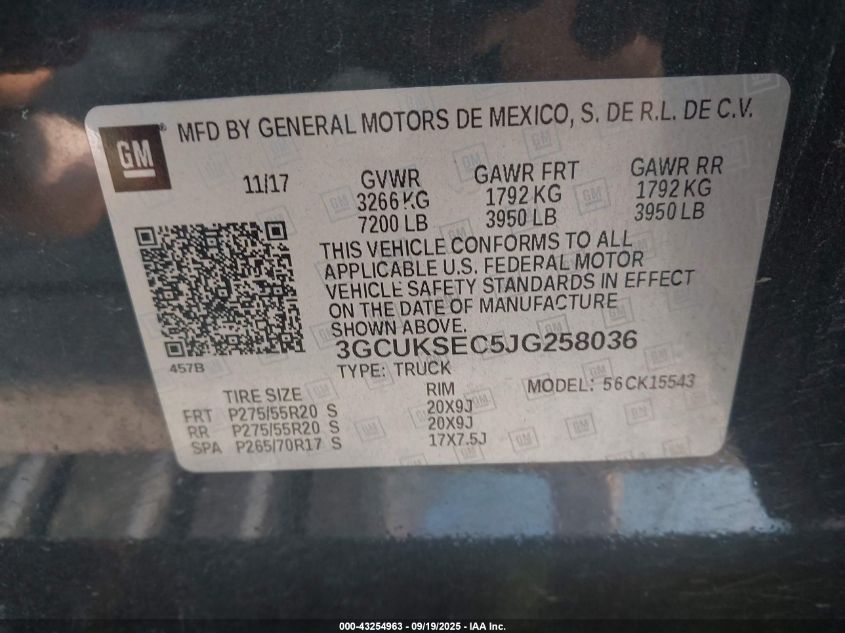 GM
® MFD BY GENERAL MOTORS DE MEXICO, S. DE R.L. DE C.V.
11/17 GVWR GAWR FRT GAWR RR
3266 KG 1792 KG 1792 KG
7200 LB 3950 LB 3950 LB
THIS VEHICLE CONFORMS TO ALL
APPLICABLE U.S. FEDERAL MOTOR
VEHICLE SAFETY STANDARDS IN EFFECT
ON THE DATE OF MANUFACTURE
SHOWN ABOVE.
3GCUKSEC5JG258036
457B
TYPE: TRUCK MODEL: 56CK15543
TIRE SIZE RIM
FRT P275/55R20 S 20X9J
RR P275/55R20 S 20X9J
SPA P265/70R17 S 17X7.5J
000-43254963 - 09/19/2025 - IAA Inc.